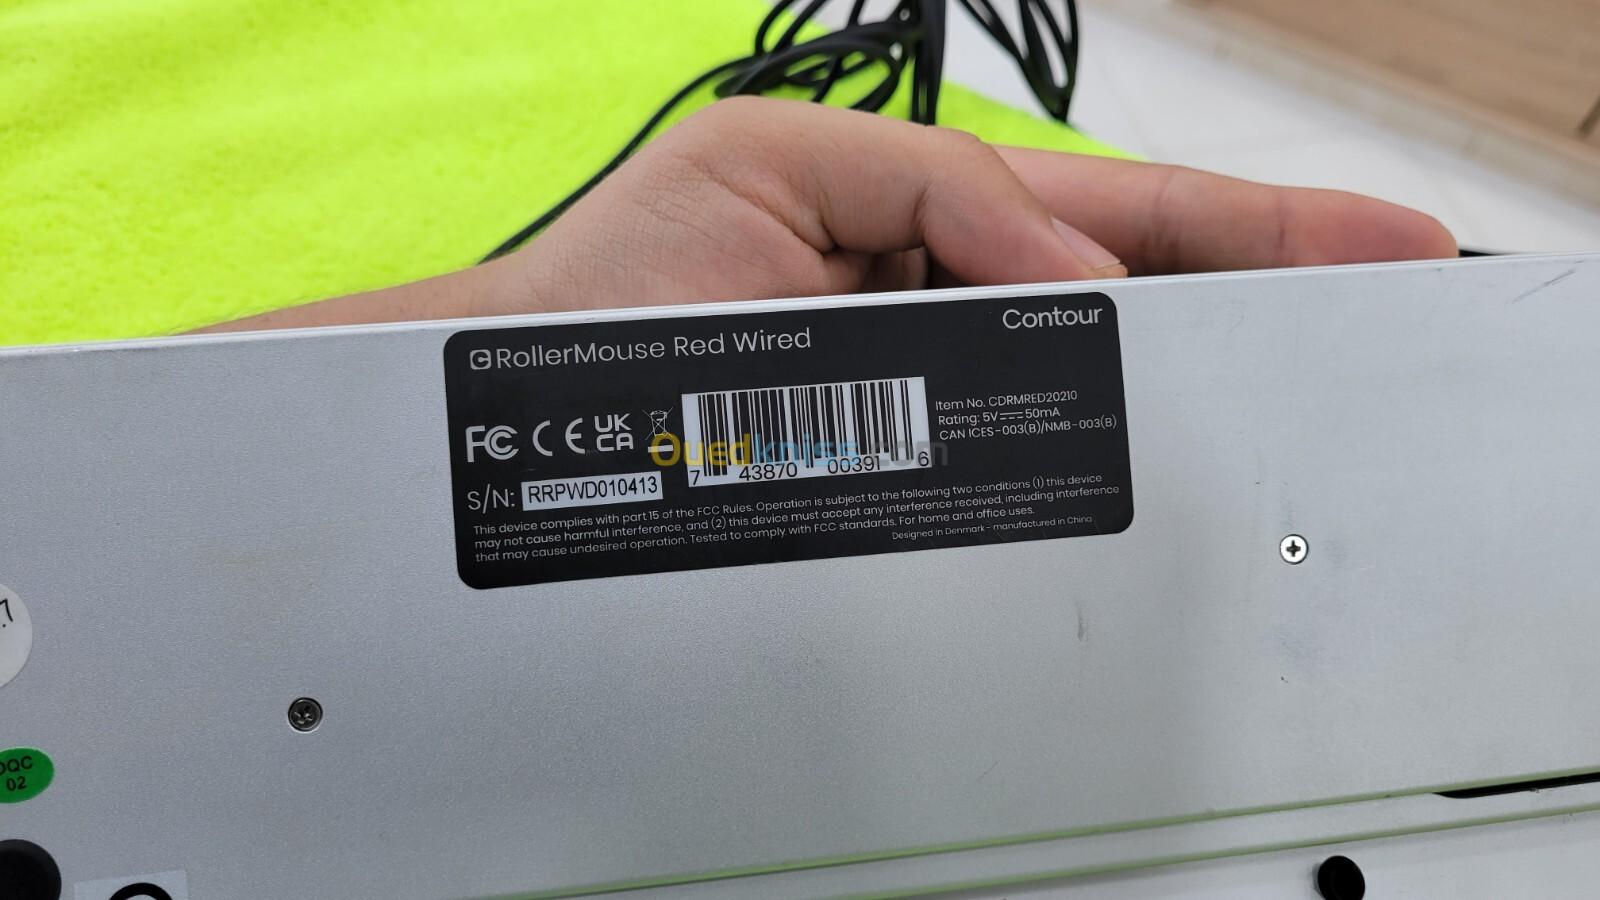 RollerMouse Red Wired
Contour
FC CE UK
CA
Item No. CDRMRED20210
Rating: 5V⎓50mA
CAN ICES-003(B)/NMB-003(B)
Ouedkniss.com
7 43870 00391 6
S/N: RRPWD010413
This device complies with part 15 of the FCC Rules. Operation is subject to the following two conditions (1) this device
may not cause harmful interference, and (2) this device must accept any interference received, including interference
that may cause undesired operation. Tested to comply with FCC standards. For home and office uses.
Designed in Denmark - manufactured in China
.7
OQC
02